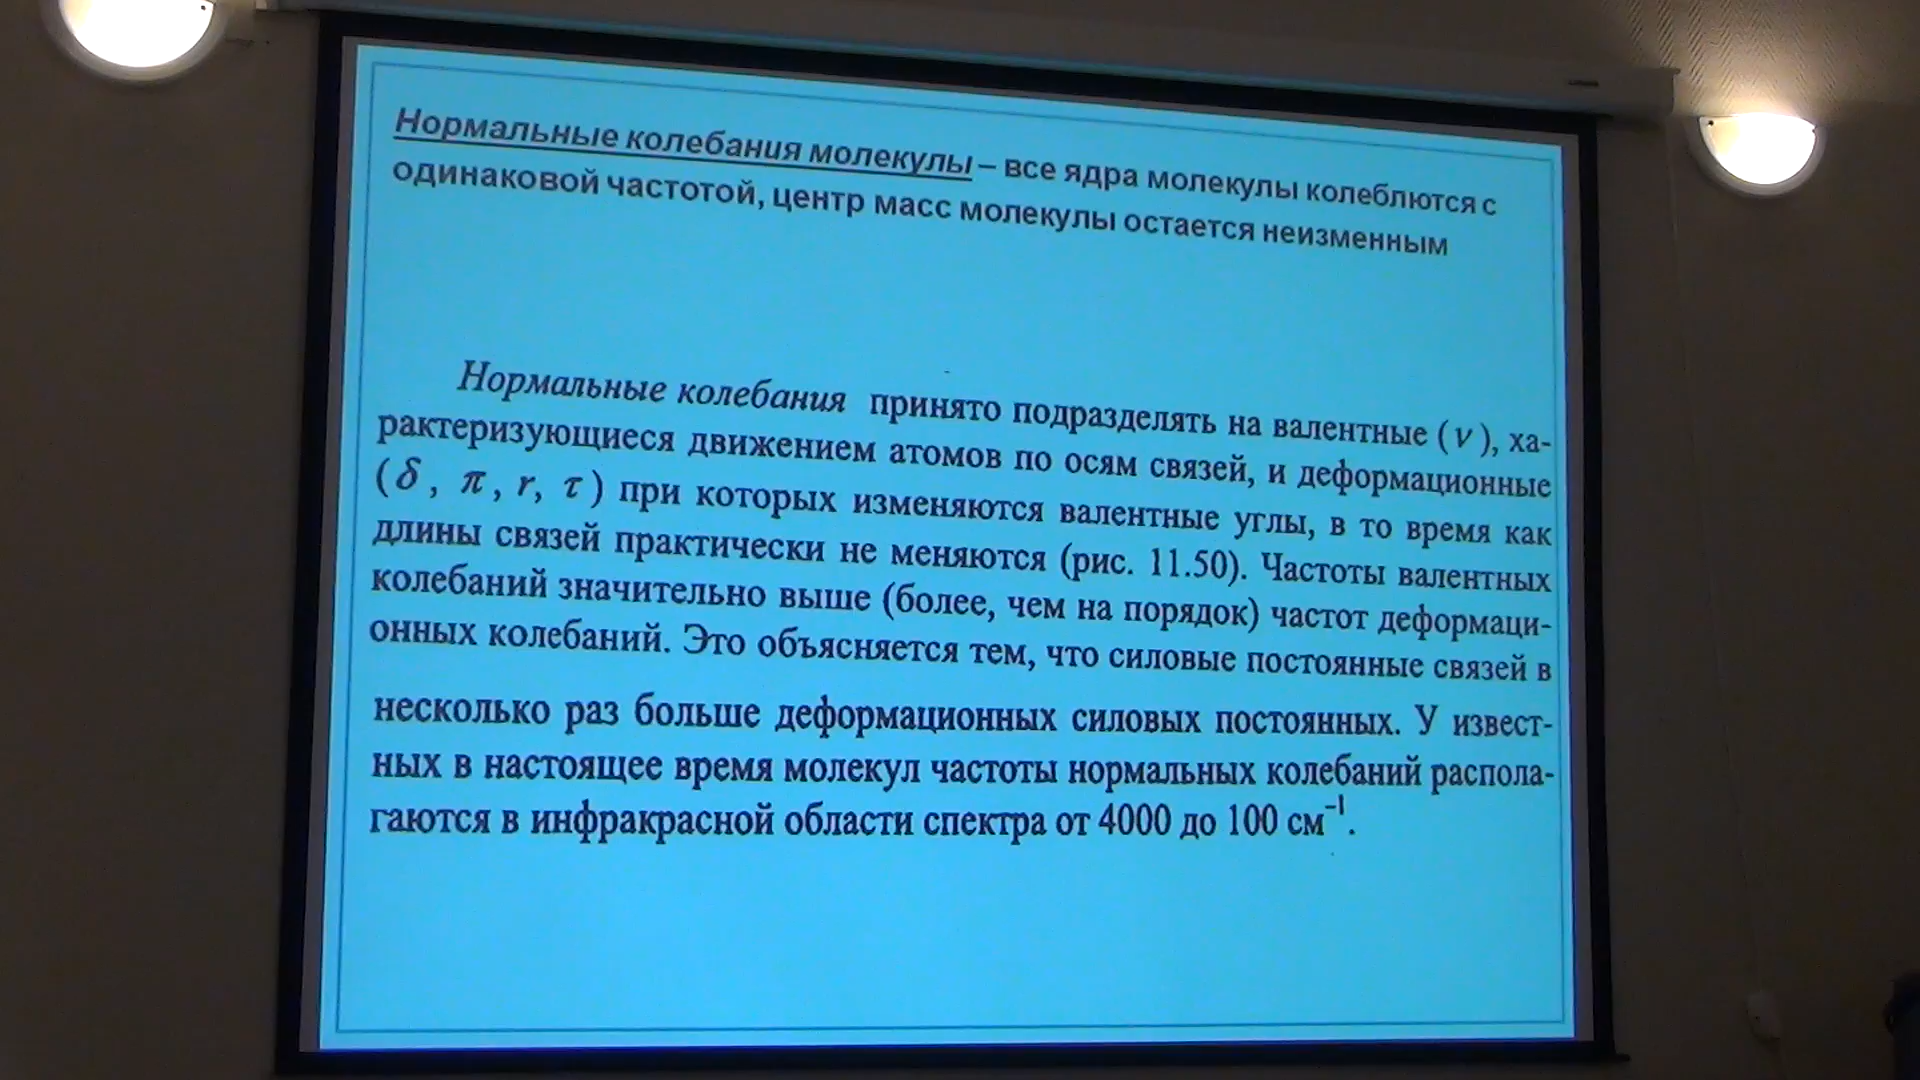 Нормальные колебания молекулы – все ядра молекулы колеблются с
одинаковой частотой, центр масс молекулы остается неизменным
Нормальные колебания принято подразделять на валентные (ν), ха-
рактеризующиеся движением атомов по осям связей, и деформационные
(δ, π, r, τ) при которых изменяются валентные углы, в то время как
длины связей практически не меняются (рис. 11.50). Частоты валентных
колебаний значительно выше (более, чем на порядок) частот деформаци-
онных колебаний. Это объясняется тем, что силовые постоянные связей в
несколько раз больше деформационных силовых постоянных. У извест-
ных в настоящее время молекул частоты нормальных колебаний распола-
гаются в инфракрасной области спектра от 4000 до 100 см⁻¹.